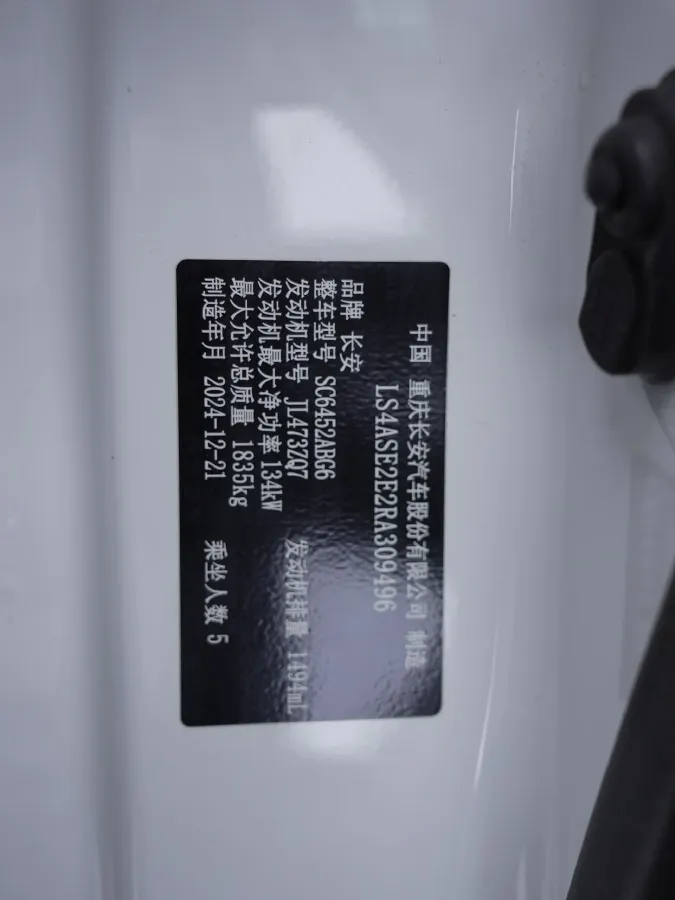 中国 重庆长安汽车股份有限公司 制造
LS4ASE2E2RA309496
品牌 长安
整车型号 SC6452ABG6
发动机型号 JL473ZQ7 发动机排量 1494mL
发动机最大净功率 134kW
最大允许总质量 1835kg
制造年月 2024-12-21 乘坐人数 5